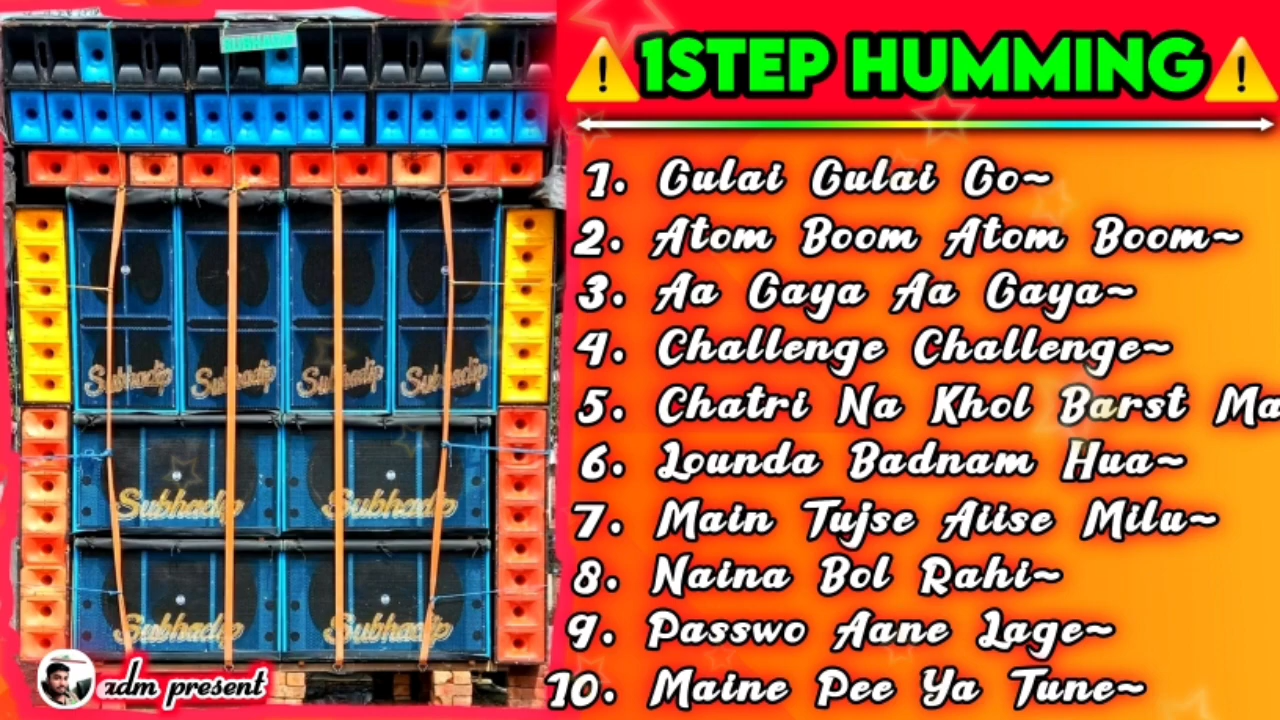 ⚠️1STEP HUMMING⚠️
1. Gulai Gulai Go~
2. Atom Boom Atom Boom~
3. Aa Gaya Aa Gaya~
4. Challenge Challenge~
5. Chatri Na Khol Barst Ma
6. Lounda Badnam Hua~
7. Main Tujse Aiise Milu~
8. Naina Bol Rahi~
9. Passwo Aane Lage~
10. Maine Pee Ya Tune~
Subhadip Subhadip Subhadip Subhadip
Subhadip Subhadip
Subhadip Subhadip
adm present